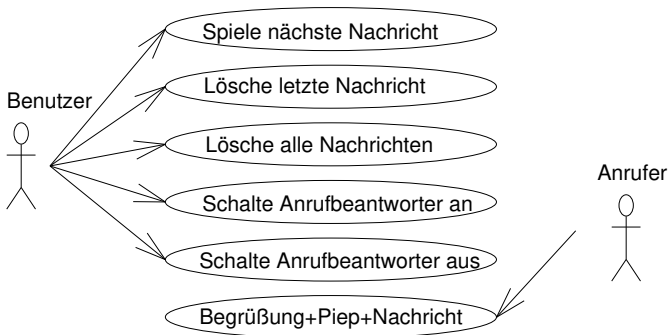 Spiele nächste Nachricht
Lösche letzte Nachricht
Benutzer
Lösche alle Nachrichten
Anrufer
Schalte Anrufbeantworter an
Schalte Anrufbeantworter aus
Begrüßung+Piep+Nachricht